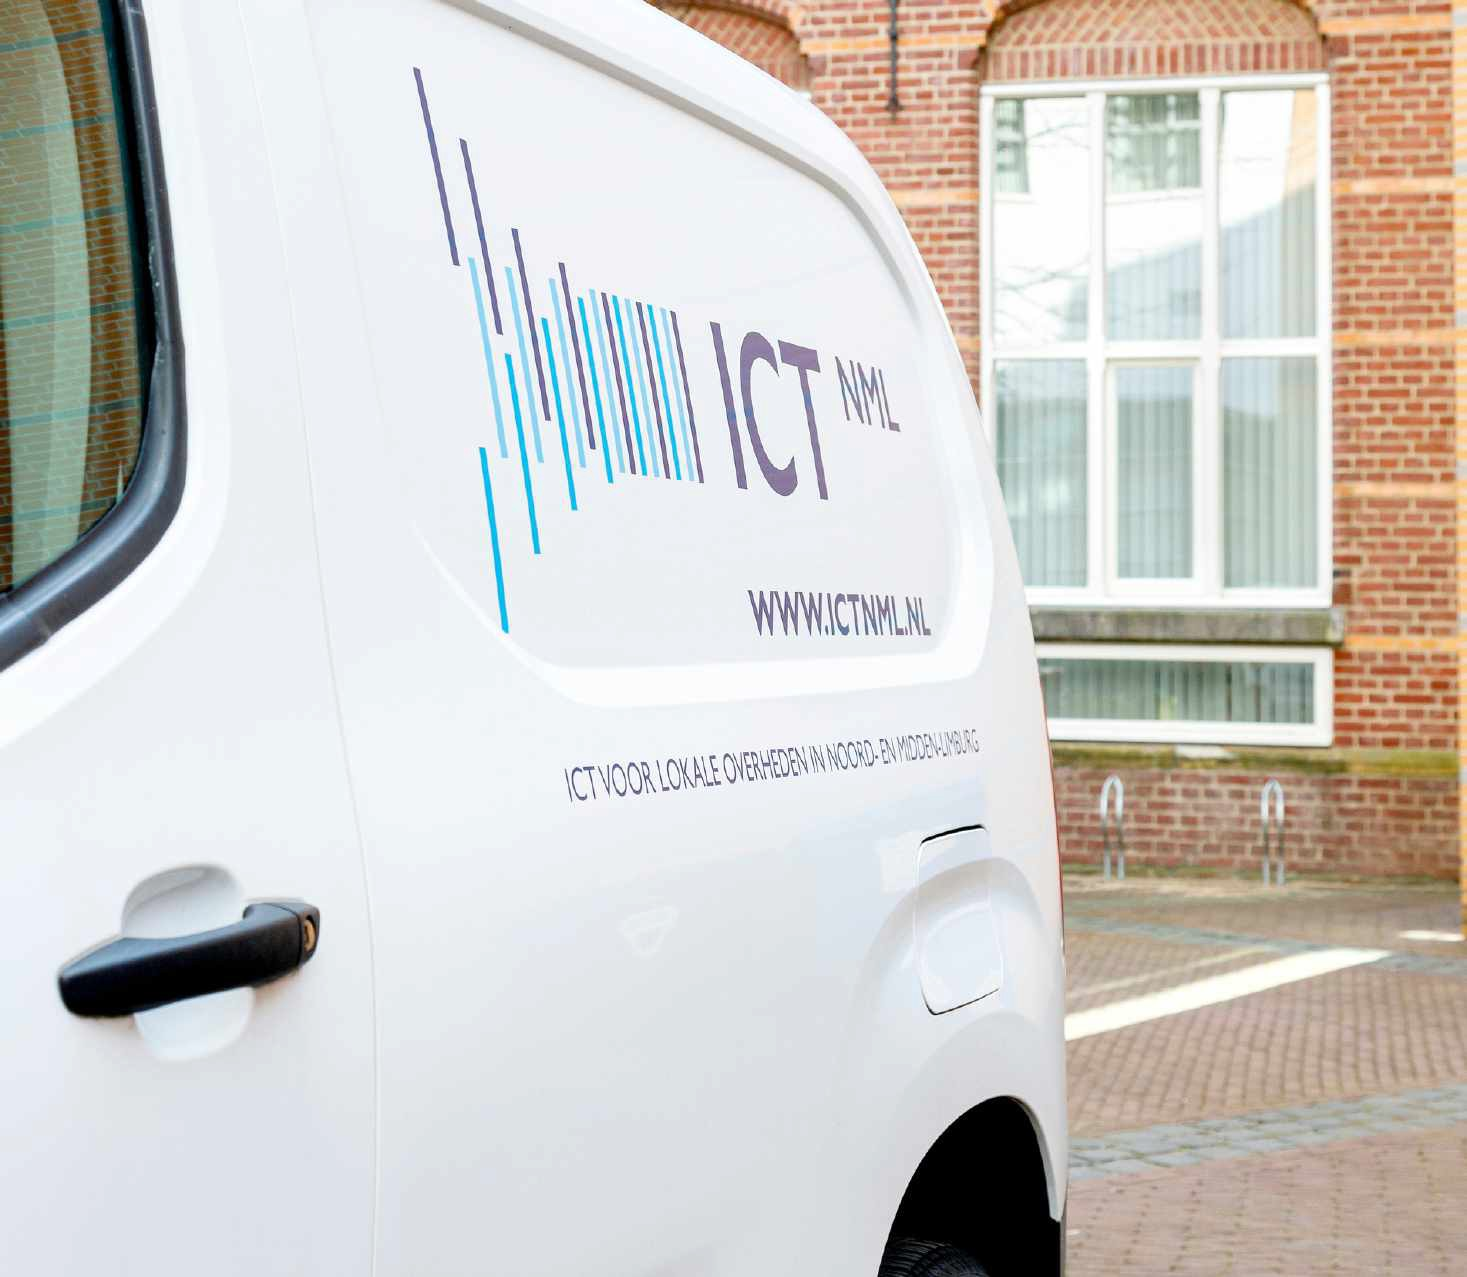 ICT NML
WWW.ICTNML.NL
ICT VOOR LOKALE OVERHEDEN IN NOORD- EN MIDDEN-LIMBURG